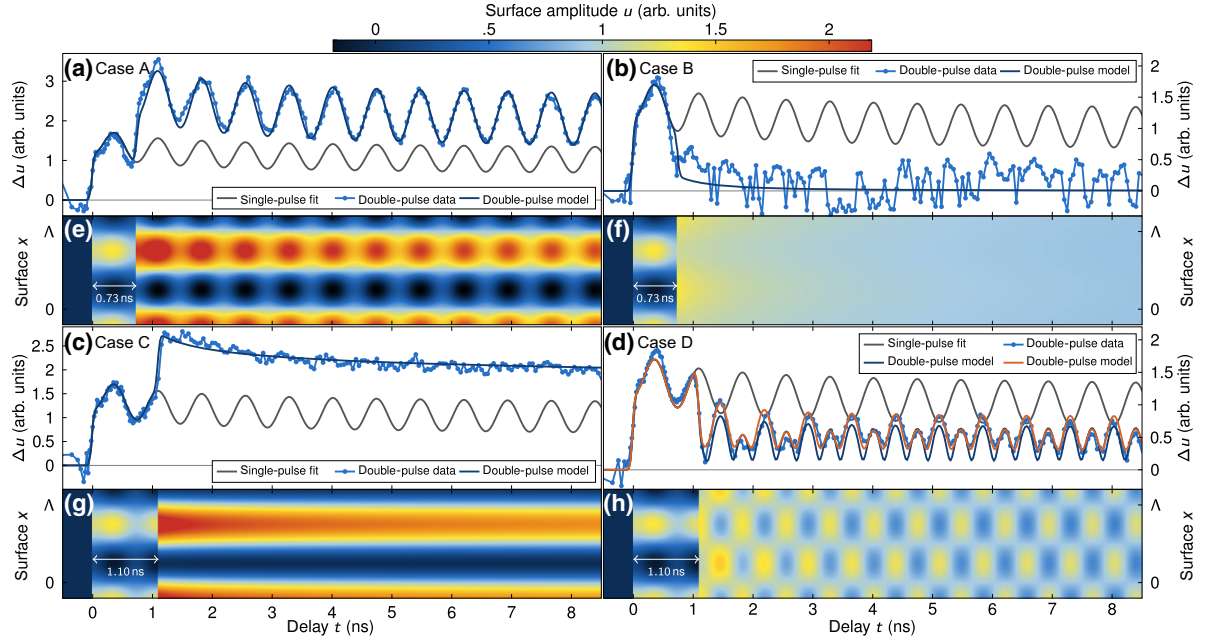 Surface amplitude u (arb. units)
0 .5 1 1.5 2
(a) Case A
Δu (arb. units)
3
2
1
0
Single-pulse fit Double-pulse data Double-pulse model
(b) Case B
Single-pulse fit Double-pulse data Double-pulse model
2
1.5
1
0.5
0
Δu (arb. units)
(e)
Surface x
Λ
0
0.73 ns
(f)
0.73 ns
Λ
0
Surface x
(c) Case C
Δu (arb. units)
2.5
2
1.5
1
0.5
0
Single-pulse fit Double-pulse data Double-pulse model
(d) Case D
Single-pulse fit Double-pulse data
Double-pulse model Double-pulse model
2
1.5
1
0.5
0
Δu (arb. units)
(g)
Surface x
Λ
0
1.10 ns
(h)
1.10 ns
Λ
0
Surface x
0 1 2 3 4 5 6 7 8
Delay t (ns)
0 1 2 3 4 5 6 7 8
Delay t (ns)